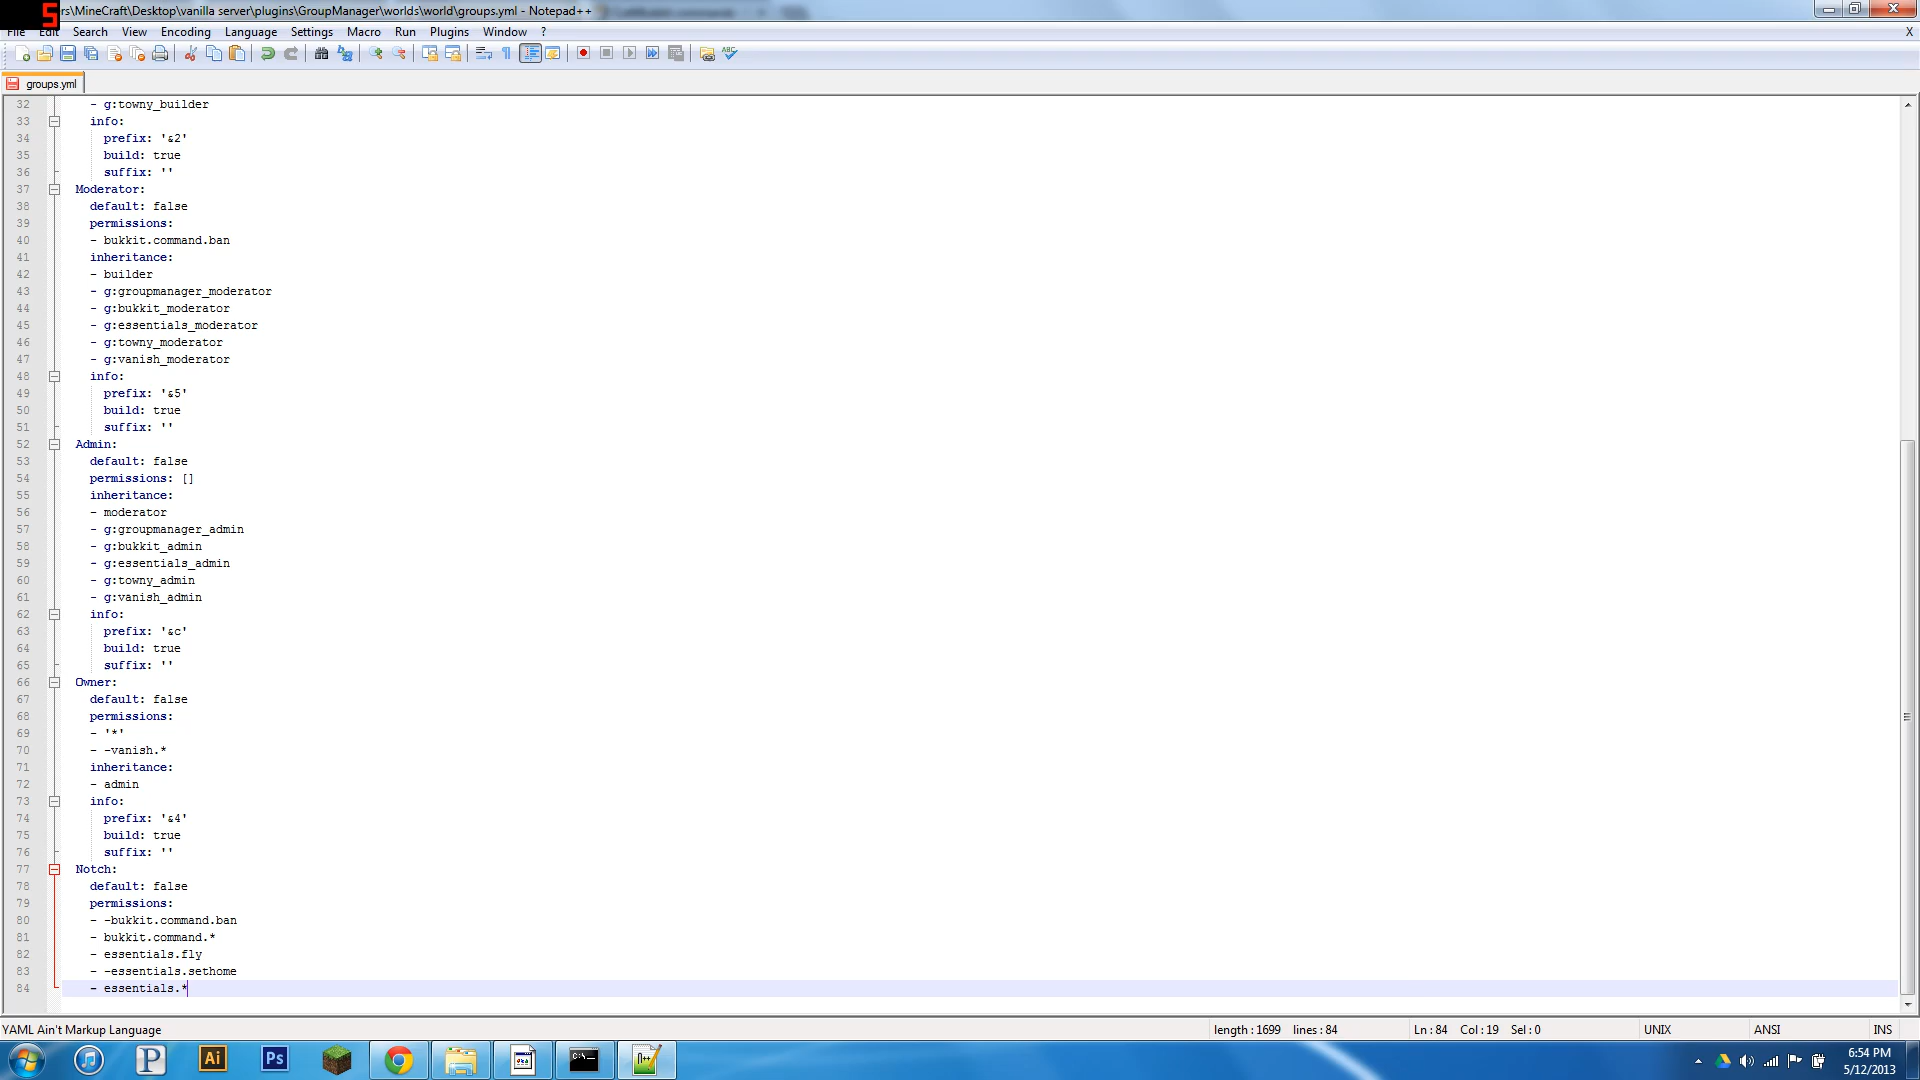 5
rs\MineCraft\Desktop\vanilla server\plugins\GroupManager\worlds\world\groups.yml - Notepad++
File Edit Search View Encoding Language Settings Macro Run Plugins Window ? X
groups.yml
32 - g:towny_builder
33 info:
34 prefix: '&2'
35 build: true
36 suffix: ''
37 Moderator:
38 default: false
39 permissions:
40 - bukkit.command.ban
41 inheritance:
42 - builder
43 - g:groupmanager_moderator
44 - g:bukkit_moderator
45 - g:essentials_moderator
46 - g:towny_moderator
47 - g:vanish_moderator
48 info:
49 prefix: '&5'
50 build: true
51 suffix: ''
52 Admin:
53 default: false
54 permissions: []
55 inheritance:
56 - moderator
57 - g:groupmanager_admin
58 - g:bukkit_admin
59 - g:essentials_admin
60 - g:towny_admin
61 - g:vanish_admin
62 info:
63 prefix: '&c'
64 build: true
65 suffix: ''
66 Owner:
67 default: false
68 permissions:
69 - '*'
70 - -vanish.*
71 inheritance:
72 - admin
73 info:
74 prefix: '&4'
75 build: true
76 suffix: ''
77 Notch:
78 default: false
79 permissions:
80 - -bukkit.command.ban
81 - bukkit.command.*
82 - essentials.fly
83 - -essentials.sethome
84 - essentials.*
YAML Ain't Markup Language length : 1699 lines : 84 Ln : 84 Col : 19 Sel : 0 UNIX ANSI INS
P Ai Ps
6:54 PM
5/12/2013